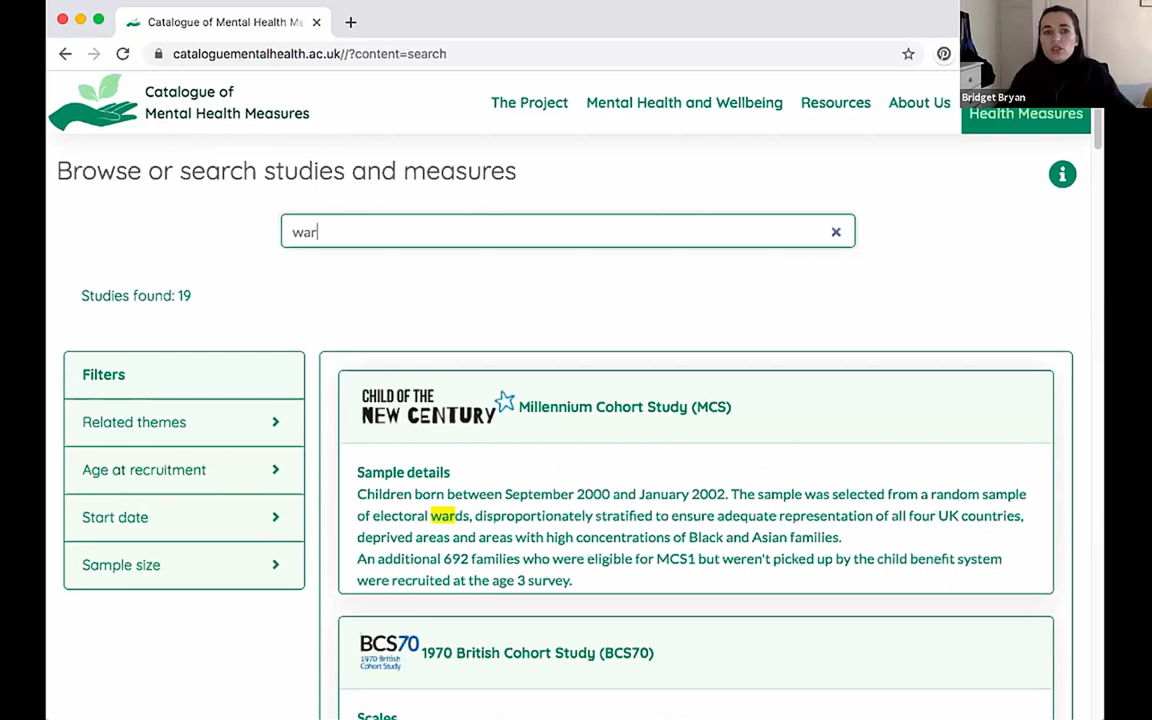 Catalogue of Mental Health Me
cataloguementalhealth.ac.uk//?content=search
Bridget Bryan
Catalogue of
Mental Health Measures
The Project
Mental Health and Wellbeing
Resources
About Us
Health Measures
Browse or search studies and measures
war
Studies found: 19
Filters
Related themes
Age at recruitment
Start date
Sample size
CHILD OF THE
NEW CENTURY
Millennium Cohort Study (MCS)
Sample details
Children born between September 2000 and January 2002. The sample was selected from a random sample
of electoral wards, disproportionately stratified to ensure adequate representation of all four UK countries,
deprived areas and areas with high concentrations of Black and Asian families.
An additional 692 families who were eligible for MCS1 but weren't picked up by the child benefit system
were recruited at the age 3 survey.
BCS70
1970 British
Cohort Study
1970 British Cohort Study (BCS70)
Scales